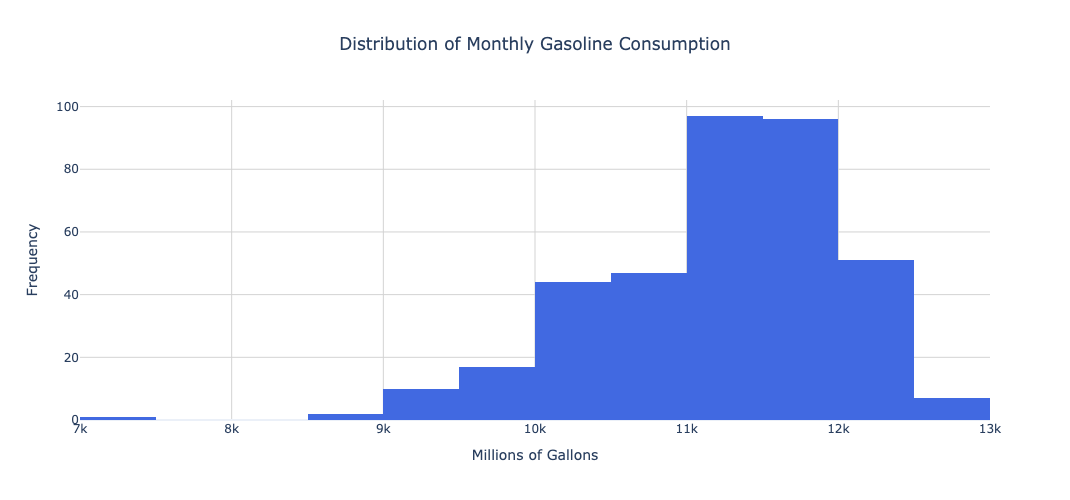 Distribution of Monthly Gasoline Consumption
Frequency
100
80
60
40
20
0
7k
8k
9k
10k
11k
12k
13k
Millions of Gallons